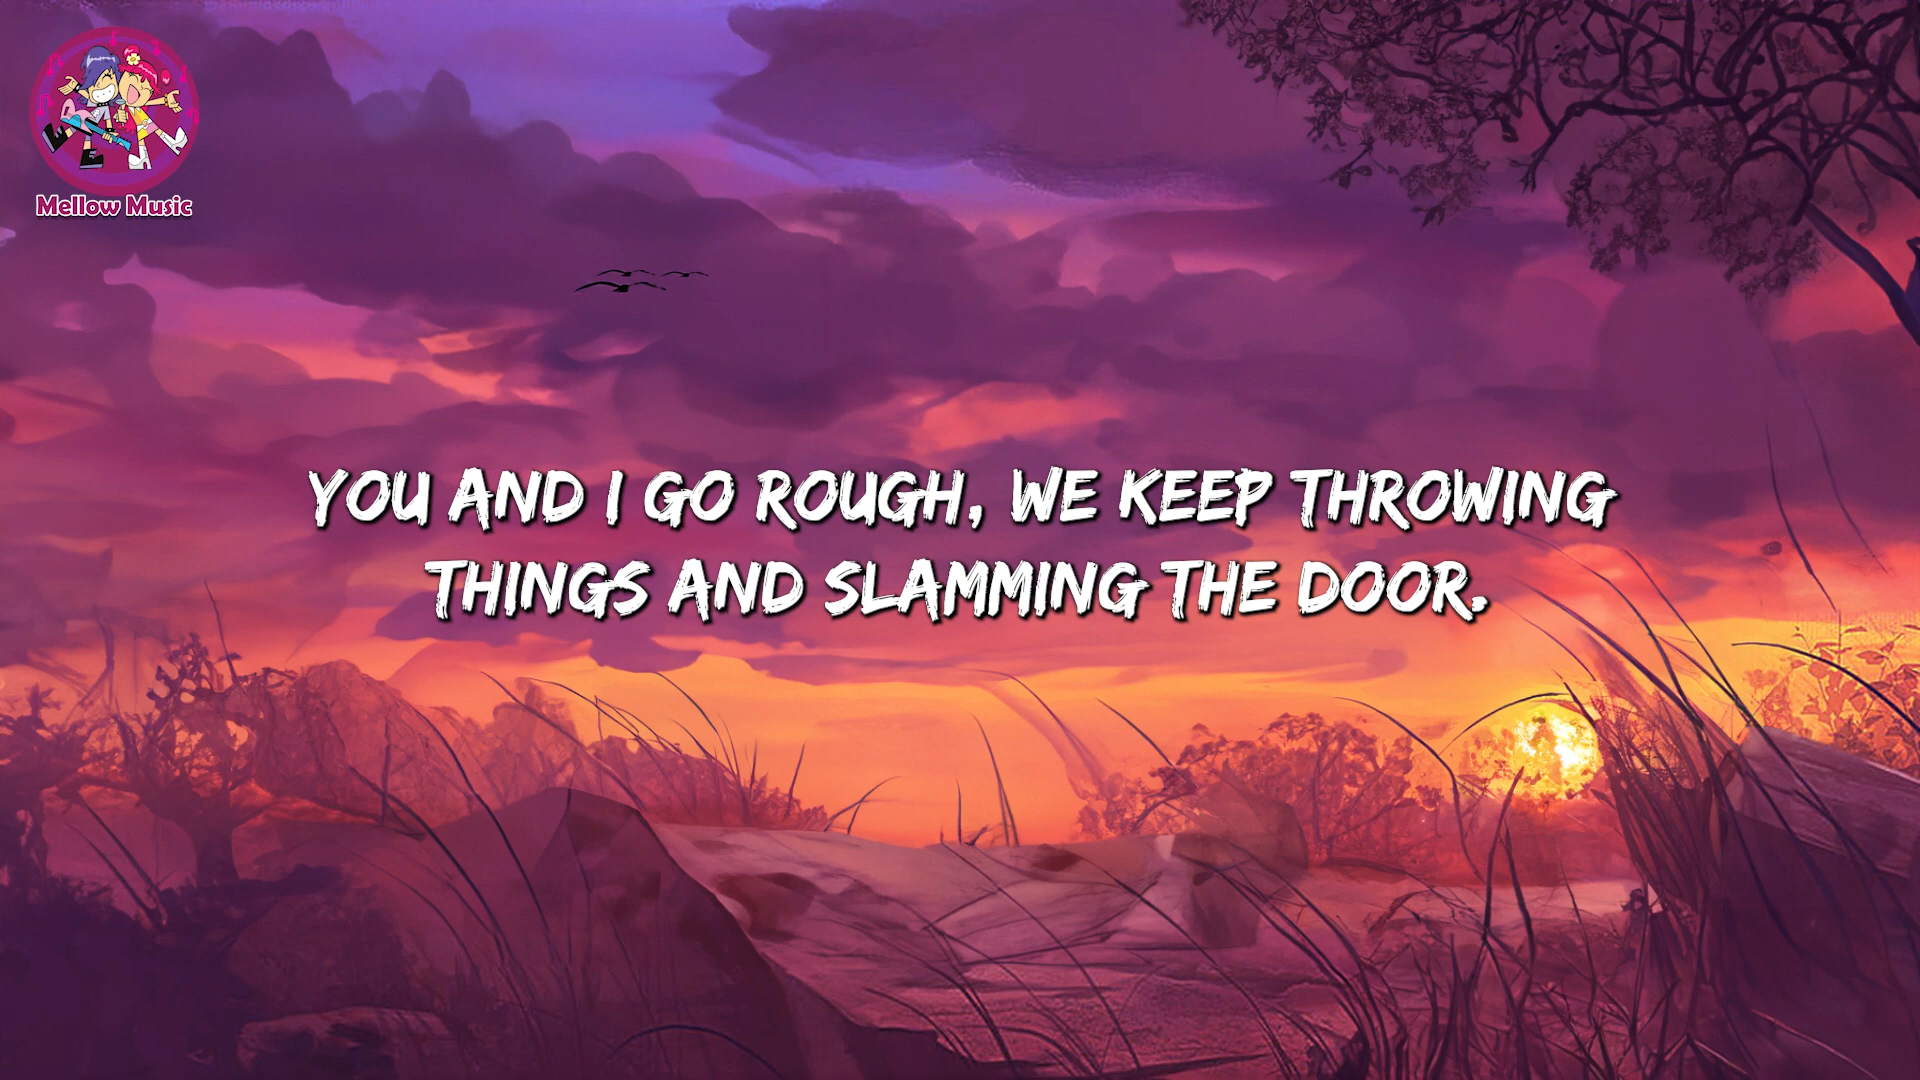 Mellow Music
YOU AND I GO ROUGH, WE KEEP THROWING
THINGS AND SLAMMING THE DOOR.